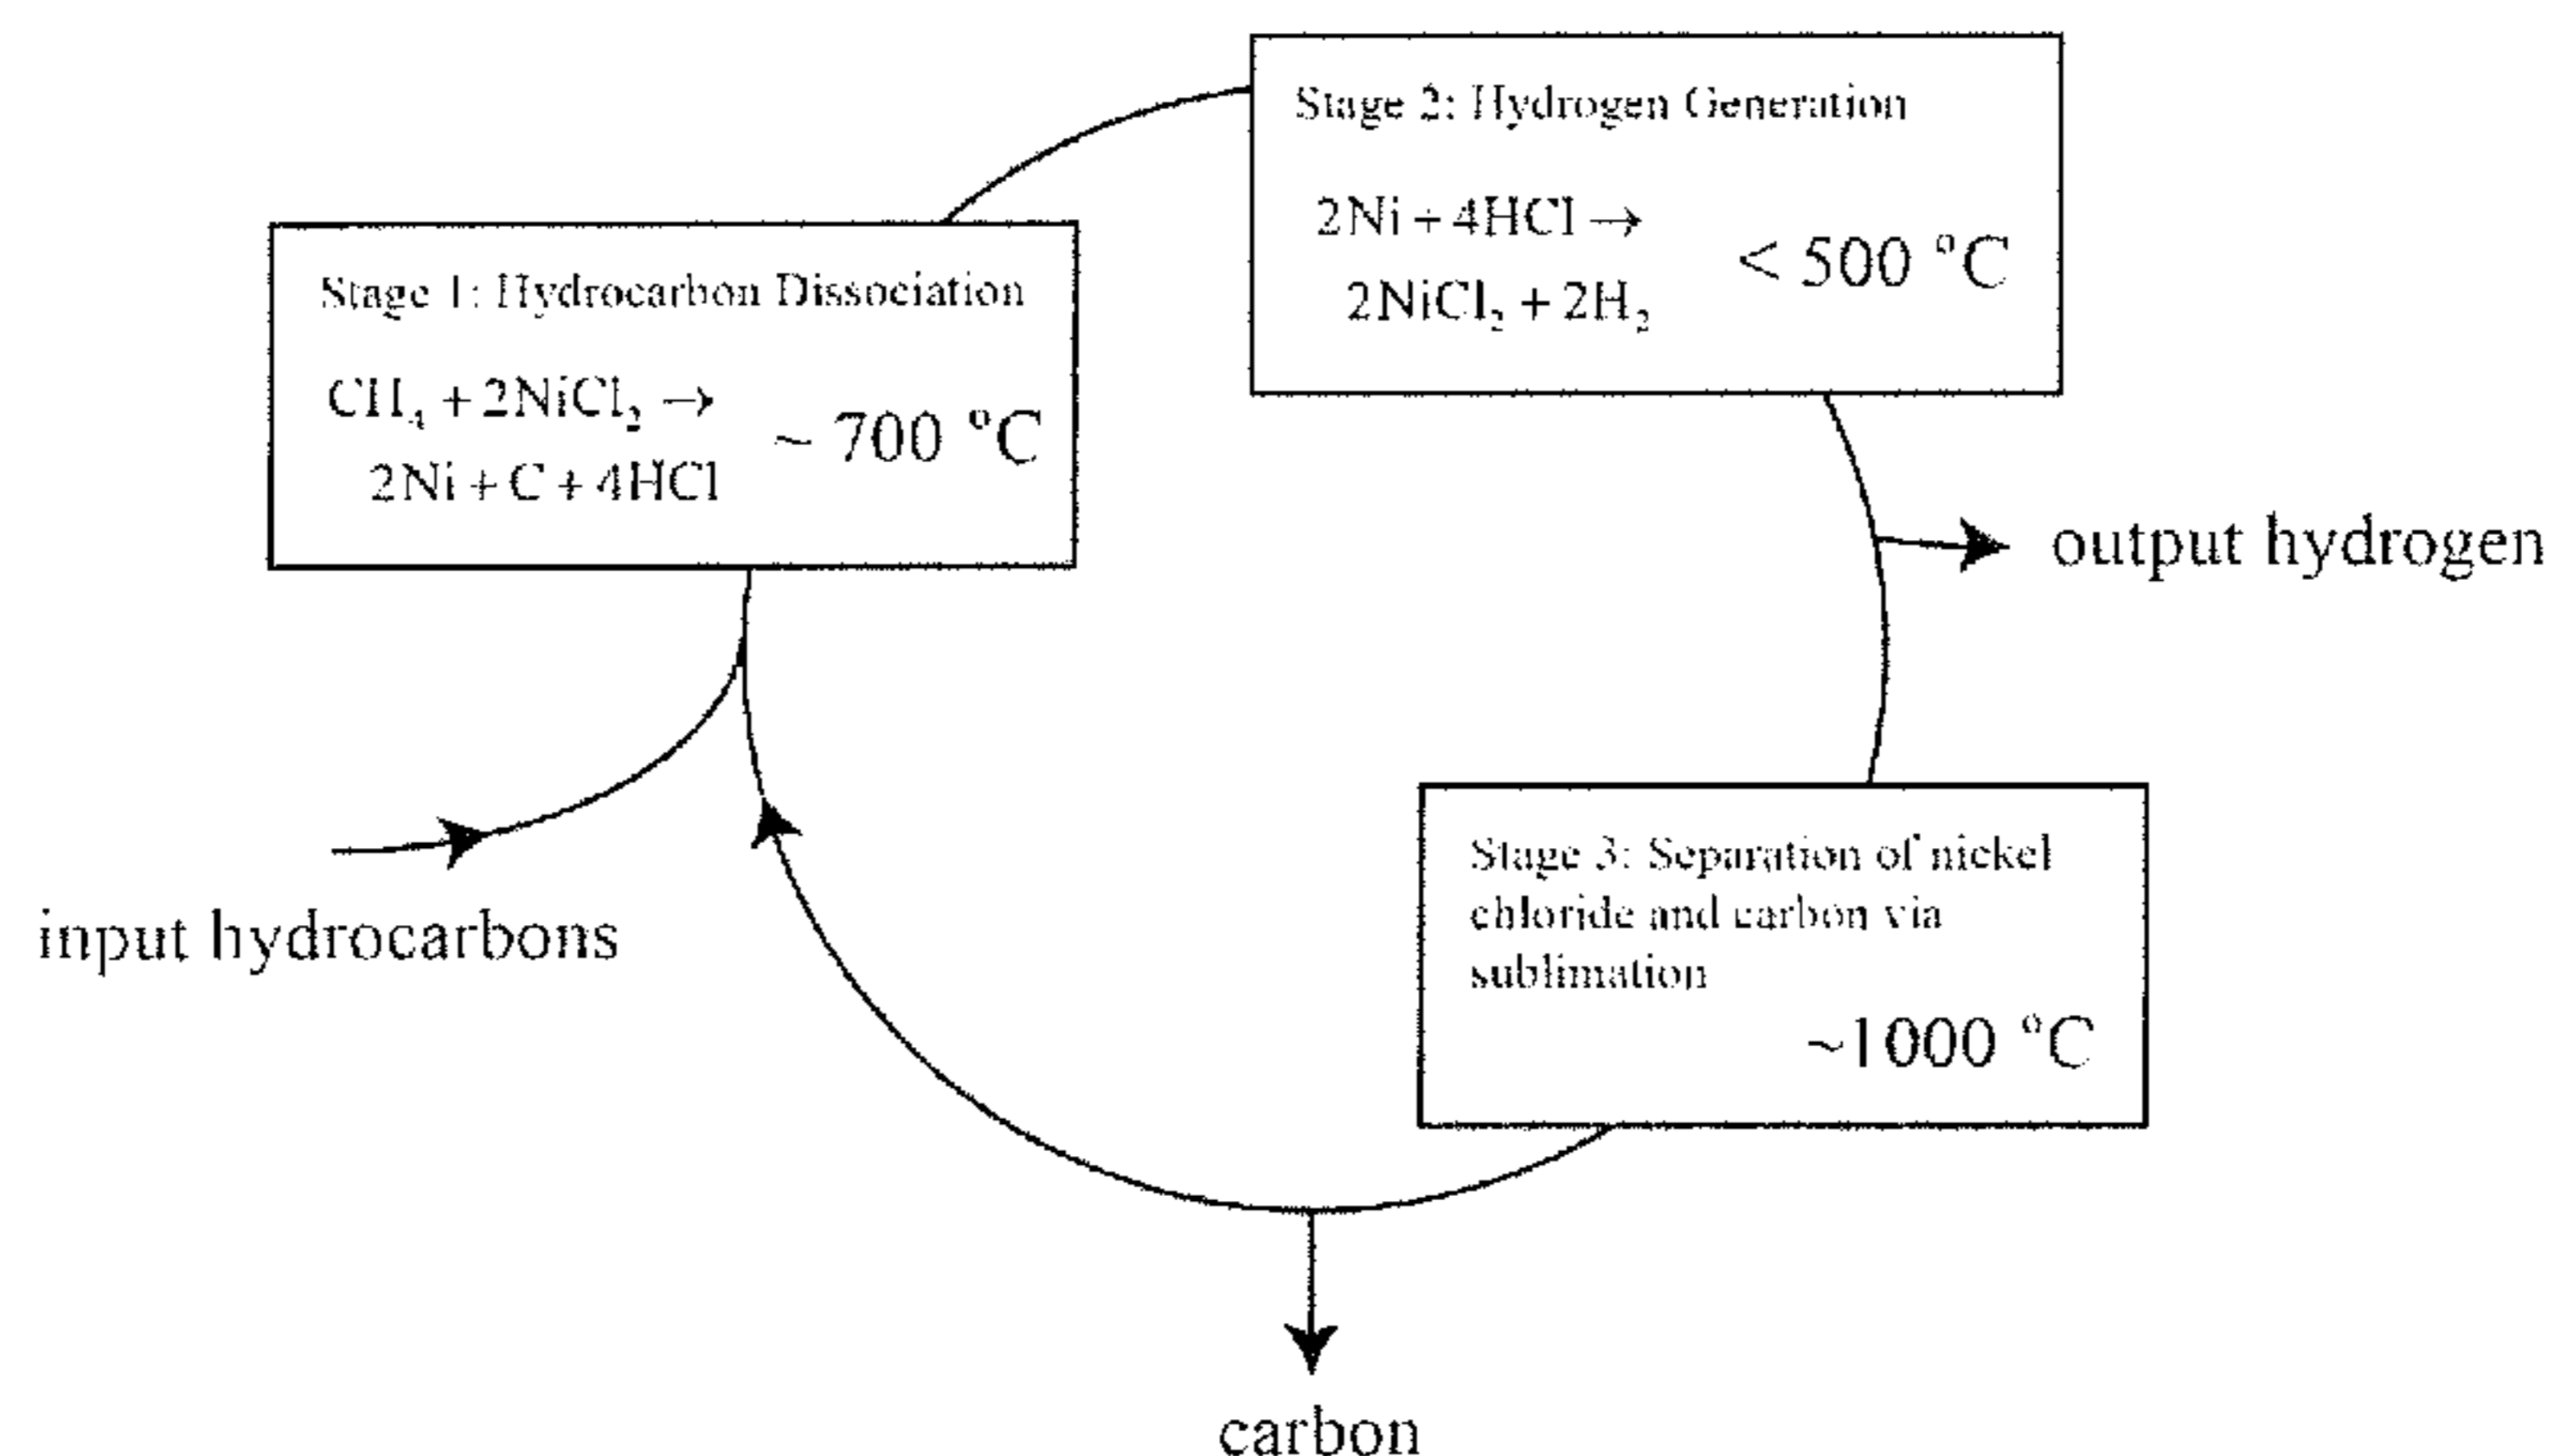 Stage 1: Hydrocarbon Dissociation
CH₄ + 2NiCl₂ →
2Ni + C + 4HCl
~ 700 °C
Stage 2: Hydrogen Generation
2Ni + 4HCl →
2NiCl₂ + 2H₂
< 500 °C
output hydrogen
Stage 3: Separation of nickel
chloride and carbon via
sublimation
~1000 °C
input hydrocarbons
carbon